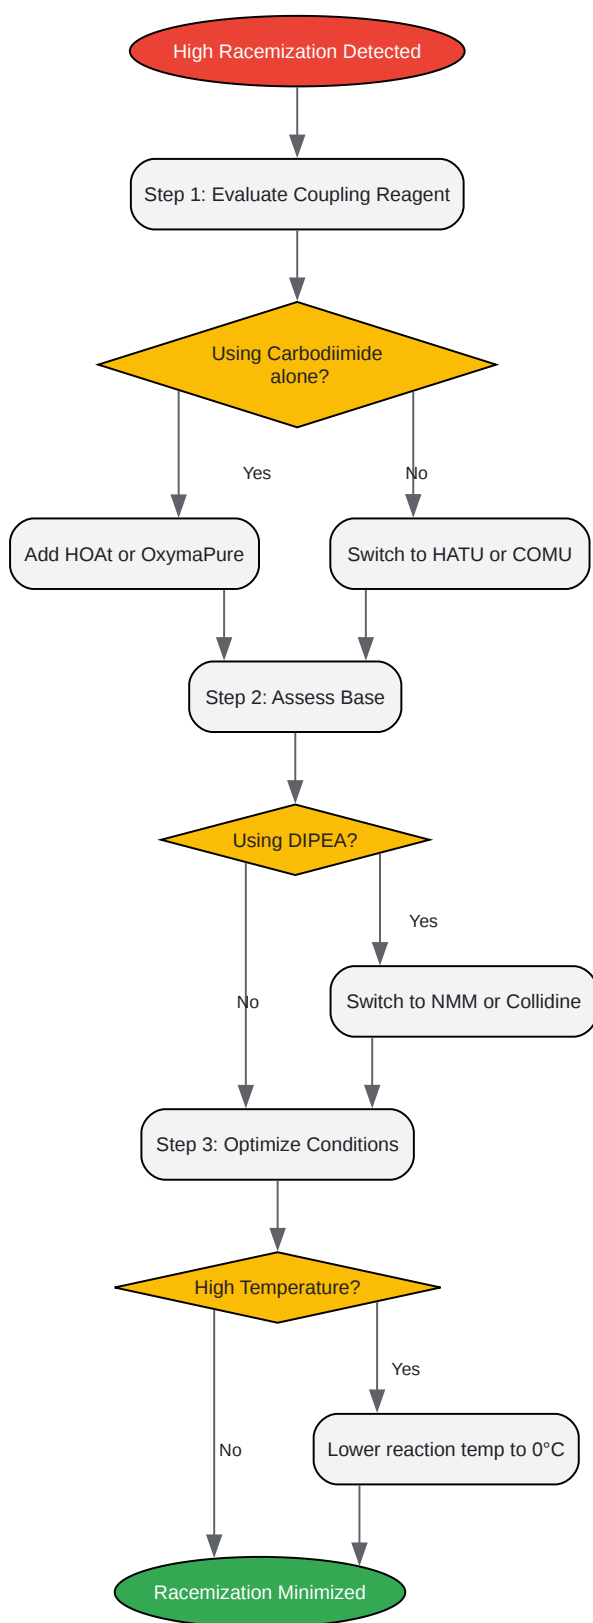 High Racemization Detected
Step 1: Evaluate Coupling Reagent
Using Carbodiimide
alone?
Yes
No
Add HOAt or OxymaPure
Switch to HATU or COMU
Step 2: Assess Base
Using DIPEA?
Yes
No
Switch to NMM or Collidine
Step 3: Optimize Conditions
High Temperature?
Yes
No
Lower reaction temp to 0°C
Racemization Minimized